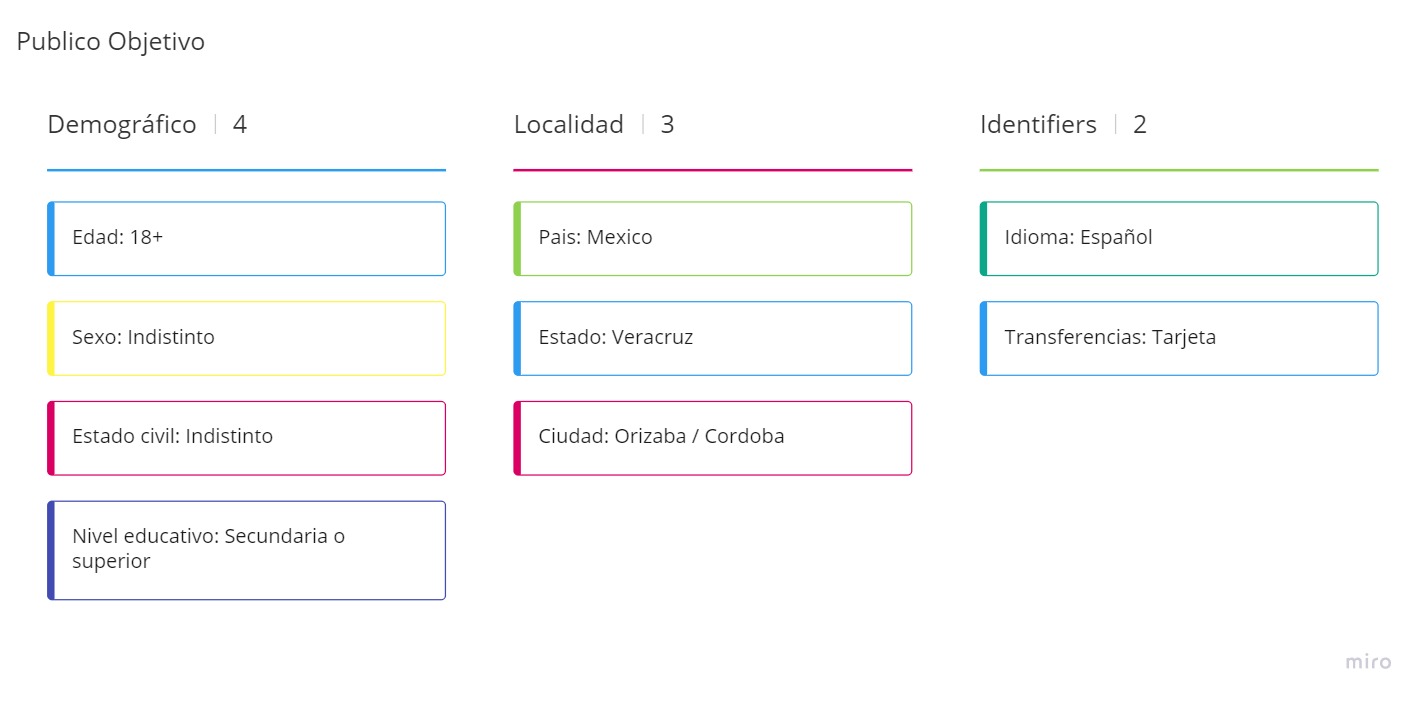 Publico Objetivo
Demográfico | 4
Edad: 18+
Sexo: Indistinto
Estado civil: Indistinto
Nivel educativo: Secundaria o
superior
Localidad | 3
Pais: Mexico
Estado: Veracruz
Ciudad: Orizaba / Cordoba
Identifiers | 2
Idioma: Español
Transferencias: Tarjeta
miro